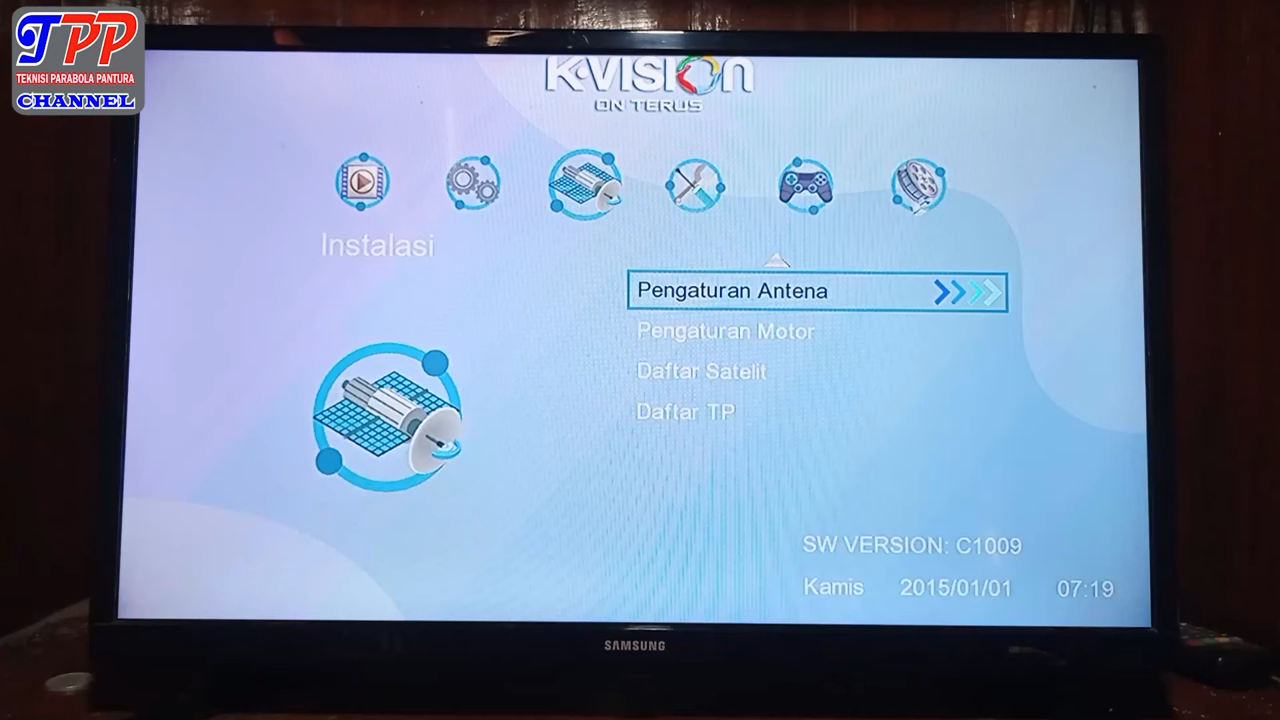 TPP
TEKNISI PARABOLA PANTURA
CHANNEL
K-VISION
ON TERUS
Instalasi
Pengaturan Antena
Pengaturan Motor
Daftar Satelit
Daftar TP
SW VERSION: C1009
Kamis 2015/01/01 07:19
SAMSUNG